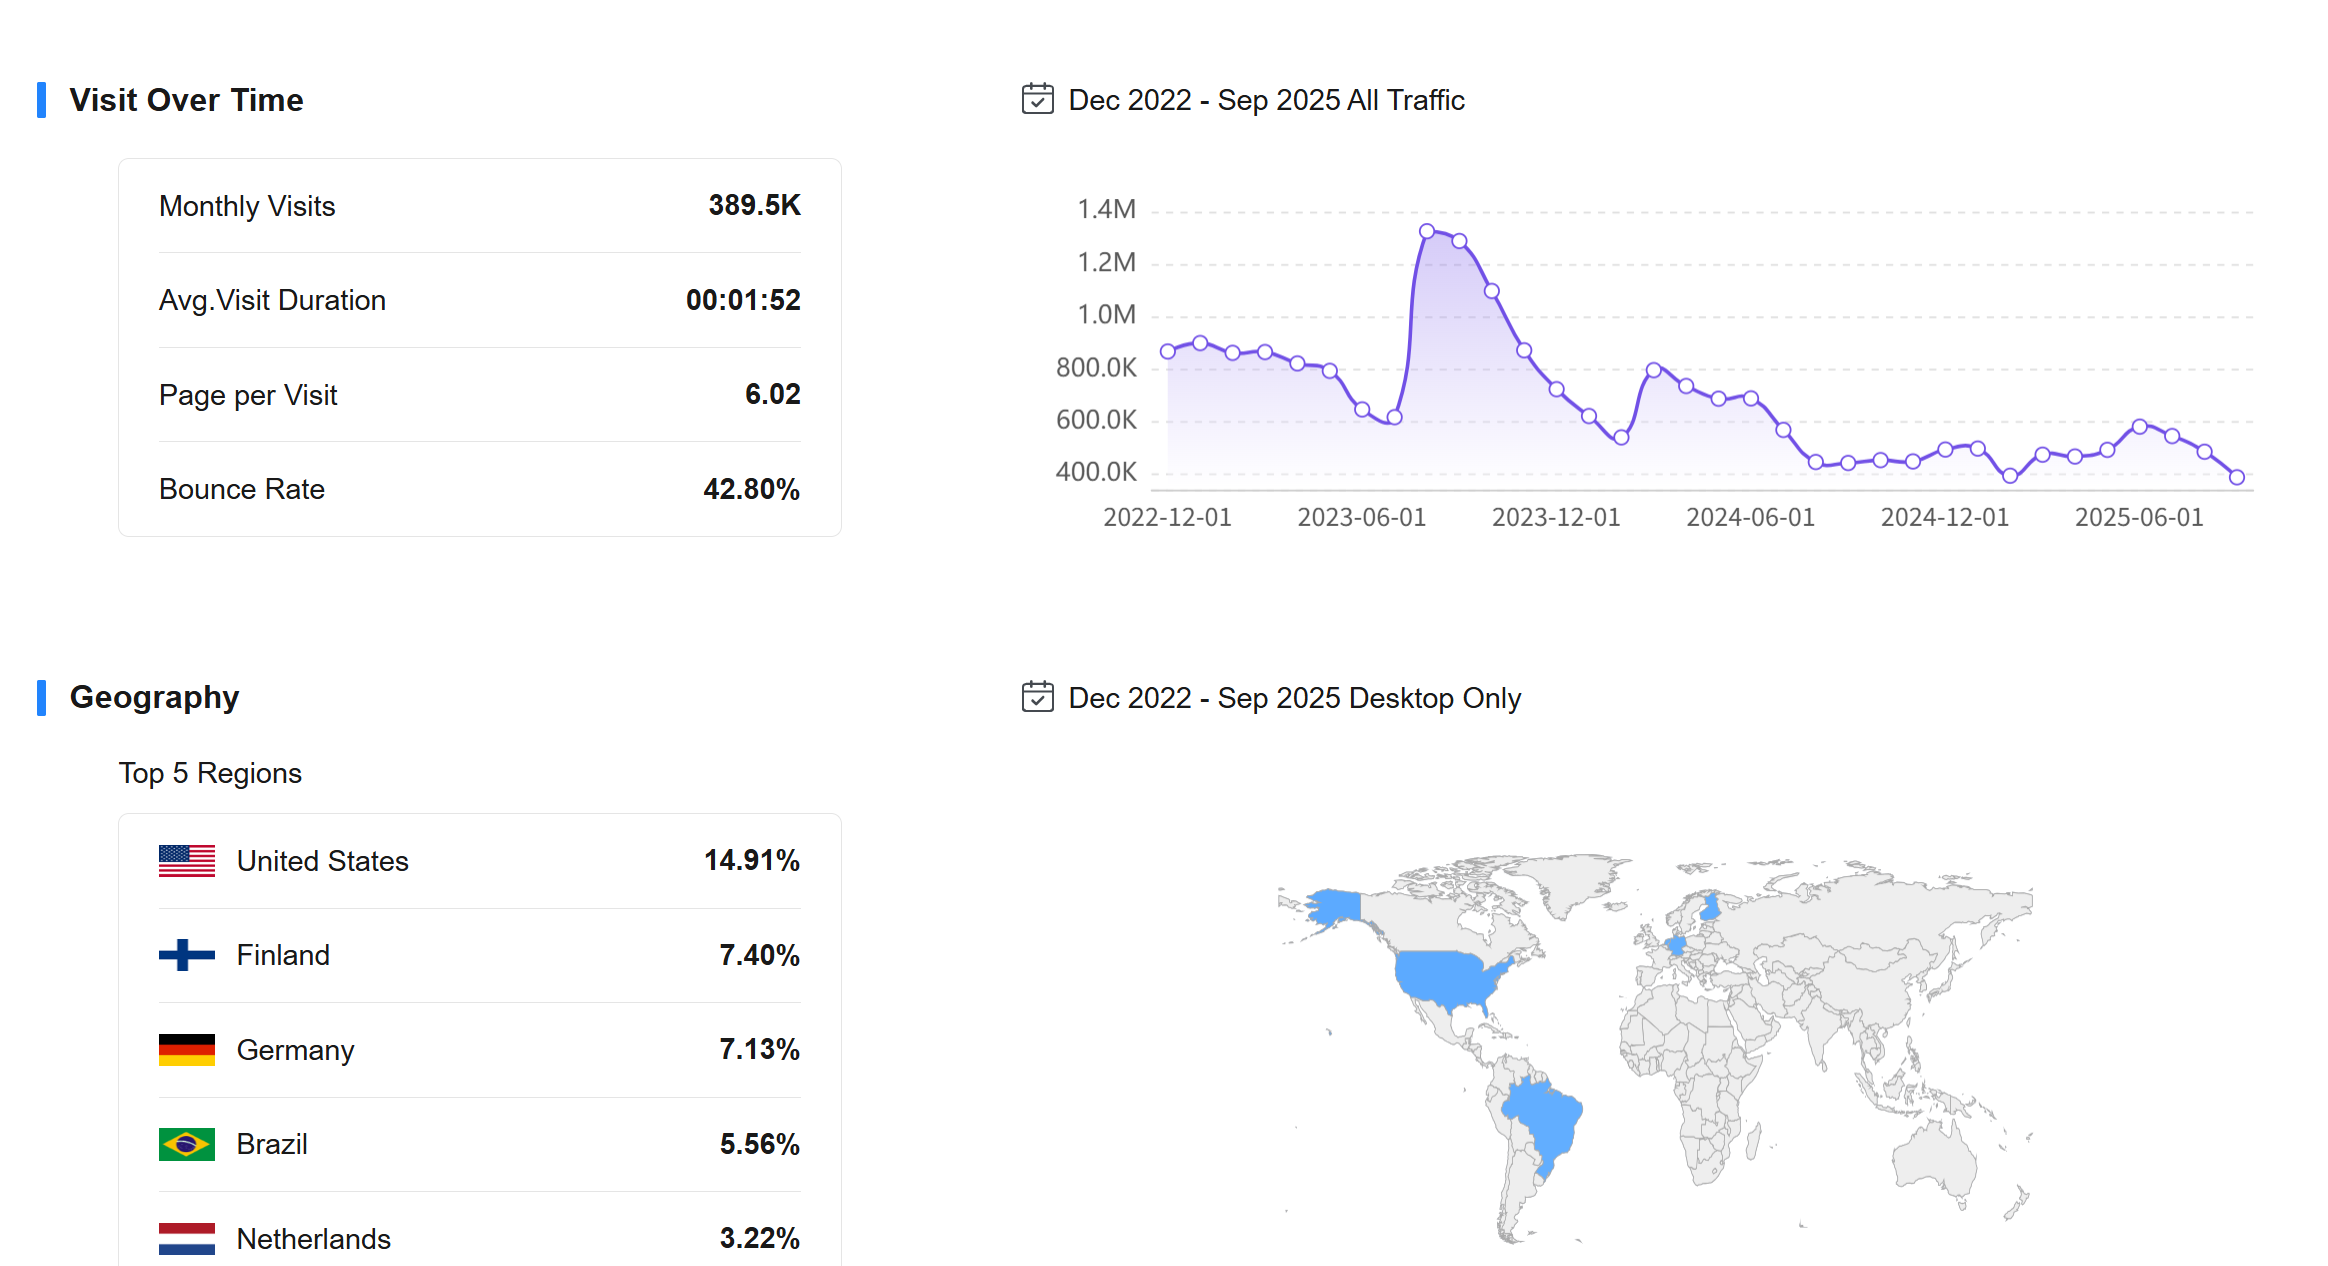 Visit Over Time
Dec 2022 - Sep 2025 All Traffic
Monthly Visits 389.5K
Avg.Visit Duration 00:01:52
Page per Visit 6.02
Bounce Rate 42.80%
1.4M
1.2M
1.0M
800.0K
600.0K
400.0K
2022-12-01 2023-06-01 2023-12-01 2024-06-01 2024-12-01 2025-06-01
Geography
Dec 2022 - Sep 2025 Desktop Only
Top 5 Regions
United States 14.91%
Finland 7.40%
Germany 7.13%
Brazil 5.56%
Netherlands 3.22%